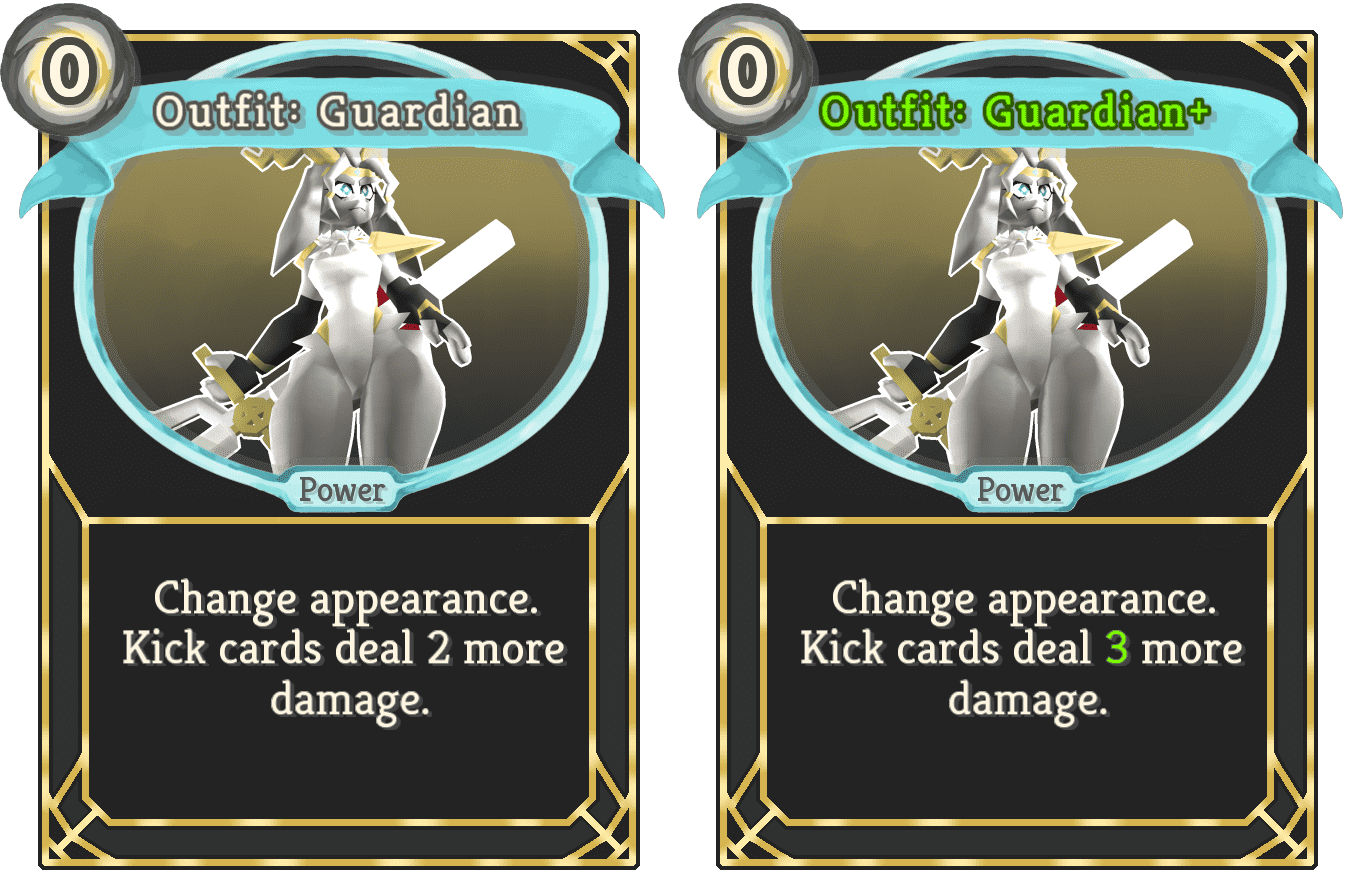 0
Outfit: Guardian
Power
Change appearance.
Kick cards deal 2 more
damage.
0
Outfit: Guardian+
Power
Change appearance.
Kick cards deal 3 more
damage.